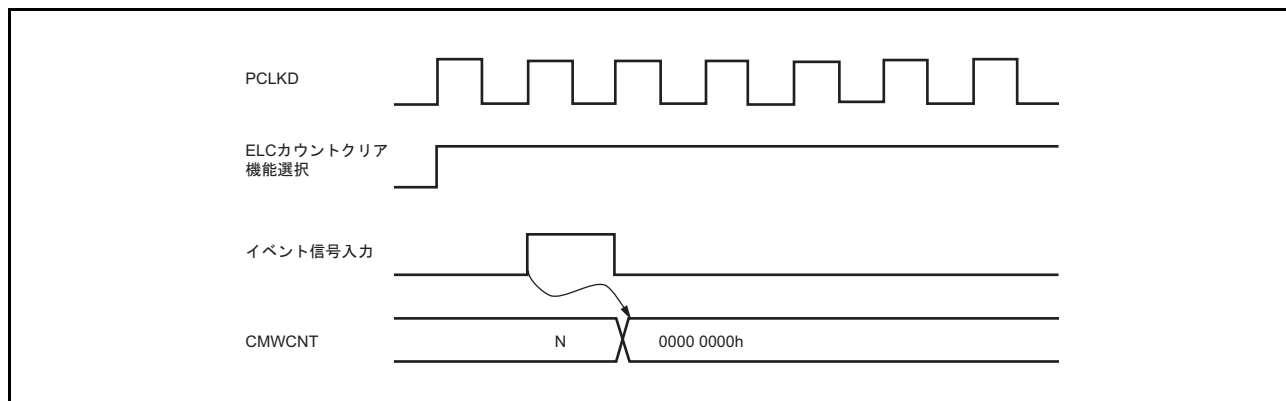 PCLKD
ELCカウントクリア
機能選択
イベント信号入力
CMWCNT
N
0000 0000h